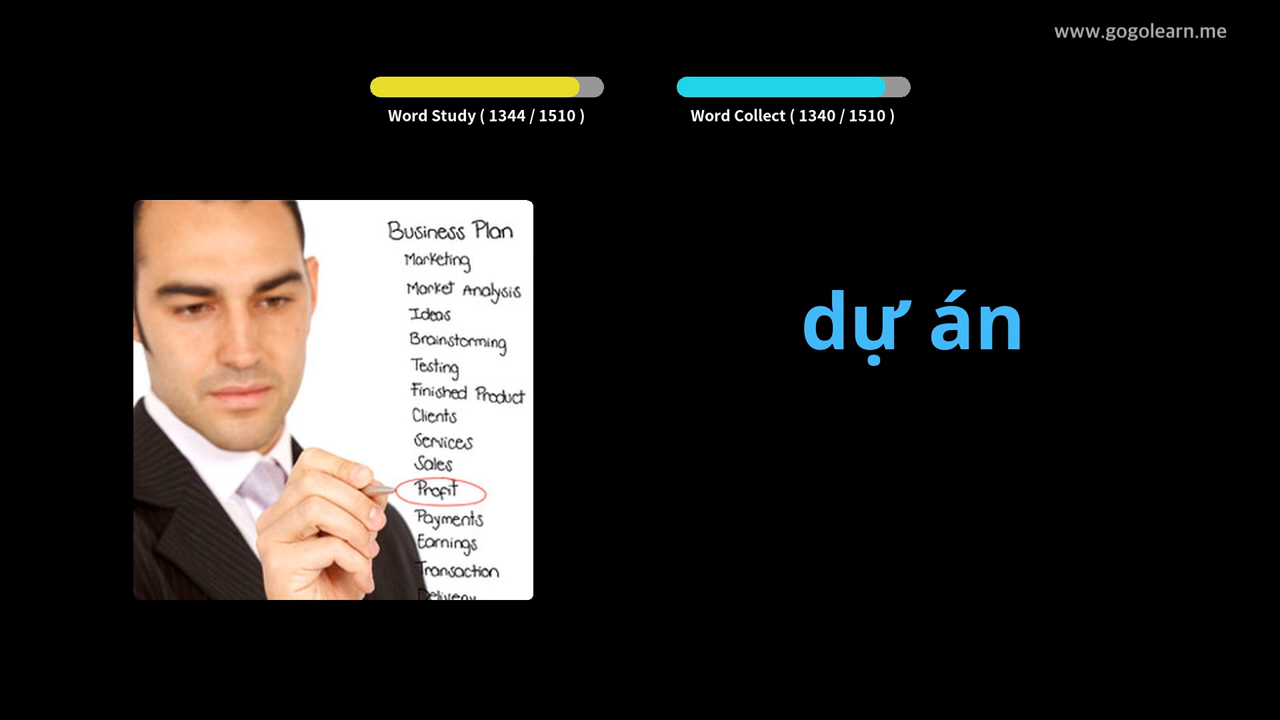 www.gogolearn.me
Word Study ( 1344 / 1510 )
Word Collect ( 1340 / 1510 )
Business Plan
Marketing
Market Analysis
Ideas
Brainstorming
Testing
Finished Product
Clients
Services
Sales
Profit
Payments
Earnings
Transaction
Delivery
dự án